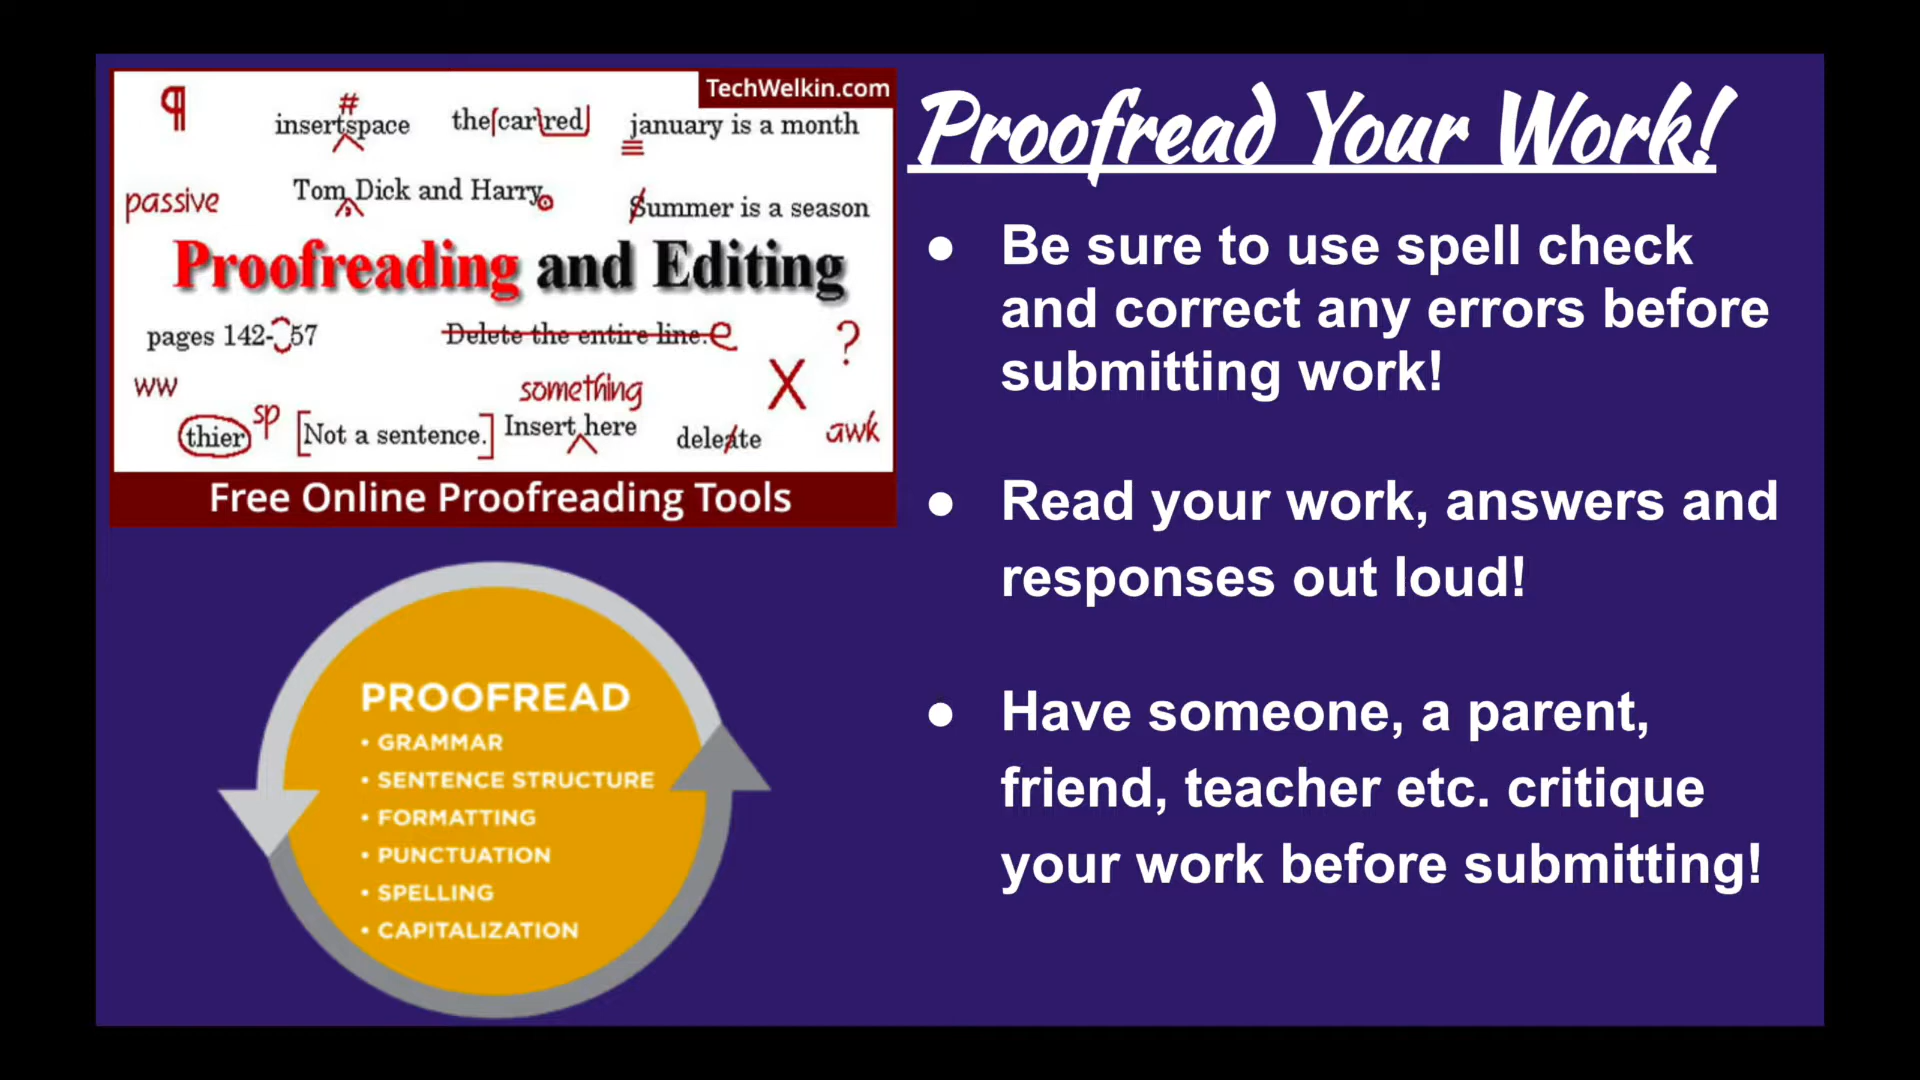 TechWelkin.com
¶
#
insertspace
the car red
january is a month
passive
Tom Dick and Harry
Summer is a season
Proofreading and Editing
pages 142- 57
Delete the entire line.
?
ww
something
X
thier
sp
[Not a sentence.]
Insert here
deleate
awk
Free Online Proofreading Tools
PROOFREAD
• GRAMMAR
• SENTENCE STRUCTURE
• FORMATTING
• PUNCTUATION
• SPELLING
• CAPITALIZATION
Proofread Your Work!
● Be sure to use spell check
and correct any errors before
submitting work!
● Read your work, answers and
responses out loud!
● Have someone, a parent,
friend, teacher etc. critique
your work before submitting!